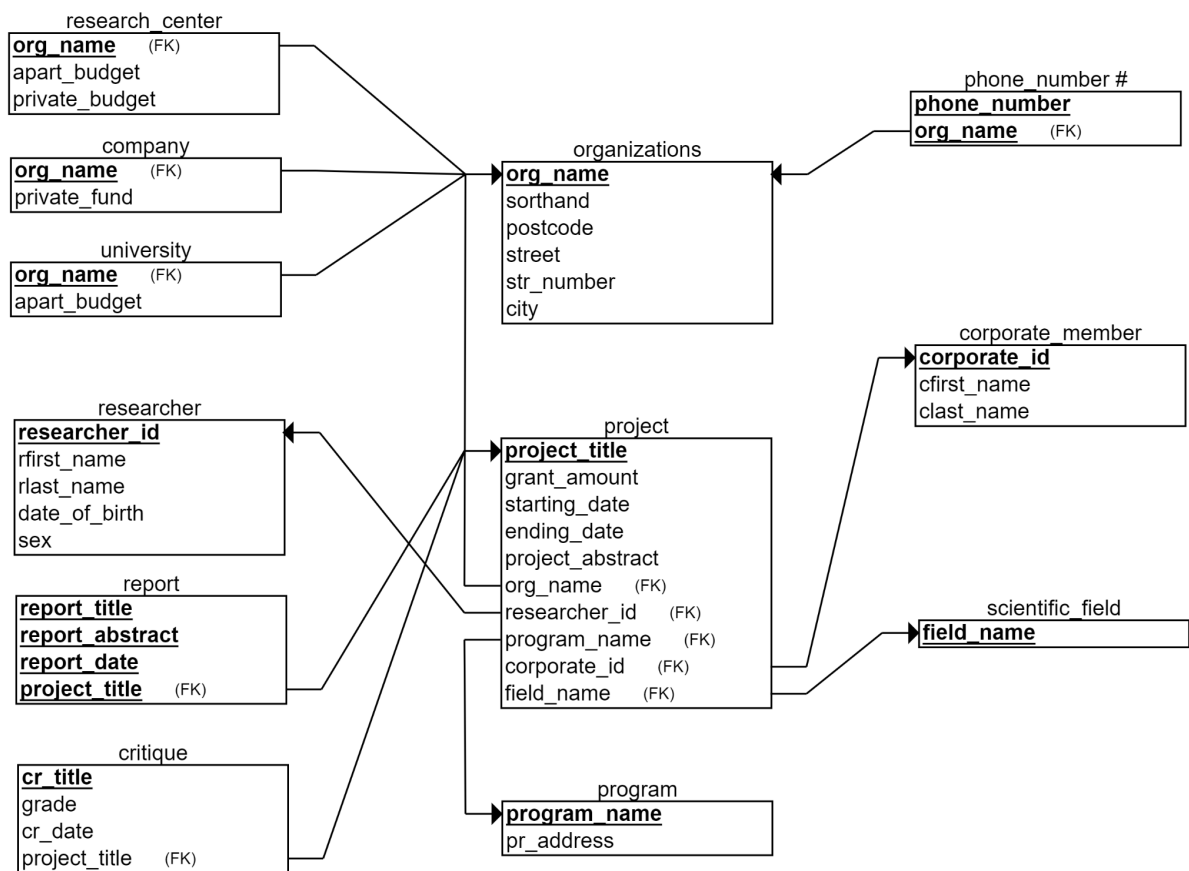 research_center
org_name (FK)
apart_budget
private_budget
company
org_name (FK)
private_fund
university
org_name (FK)
apart_budget
researcher
researcher_id
rfirst_name
rlast_name
date_of_birth
sex
report
report_title
report_abstract
report_date
project_title (FK)
critique
cr_title
grade
cr_date
project_title (FK)
organizations
org_name
sorthand
postcode
street
str_number
city
project
project_title
grant_amount
starting_date
ending_date
project_abstract
org_name (FK)
researcher_id (FK)
program_name (FK)
corporate_id (FK)
field_name (FK)
program
program_name
pr_address
phone_number #
phone_number
org_name (FK)
corporate_member
corporate_id
cfirst_name
clast_name
scientific_field
field_name